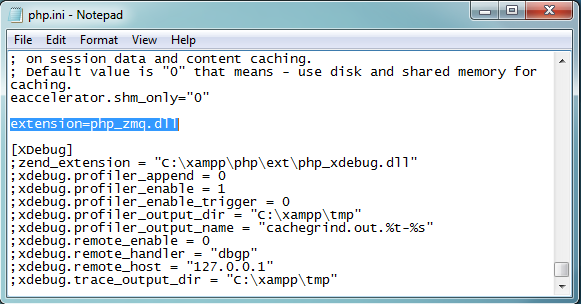 php.ini - Notepad
File Edit Format View Help
; on session data and content caching.
; Default value is "0" that means - use disk and shared memory for
caching.
eaccelerator.shm_only="0"
extension=php_zmq.dll
[XDebug]
;zend_extension = "C:\xampp\php\ext\php_xdebug.dll"
;xdebug.profiler_append = 0
;xdebug.profiler_enable = 1
;xdebug.profiler_enable_trigger = 0
;xdebug.profiler_output_dir = "C:\xampp\tmp"
;xdebug.profiler_output_name = "cachegrind.out.%t-%s"
;xdebug.remote_enable = 0
;xdebug.remote_handler = "dbgp"
;xdebug.remote_host = "127.0.0.1"
;xdebug.trace_output_dir = "C:\xampp\tmp"